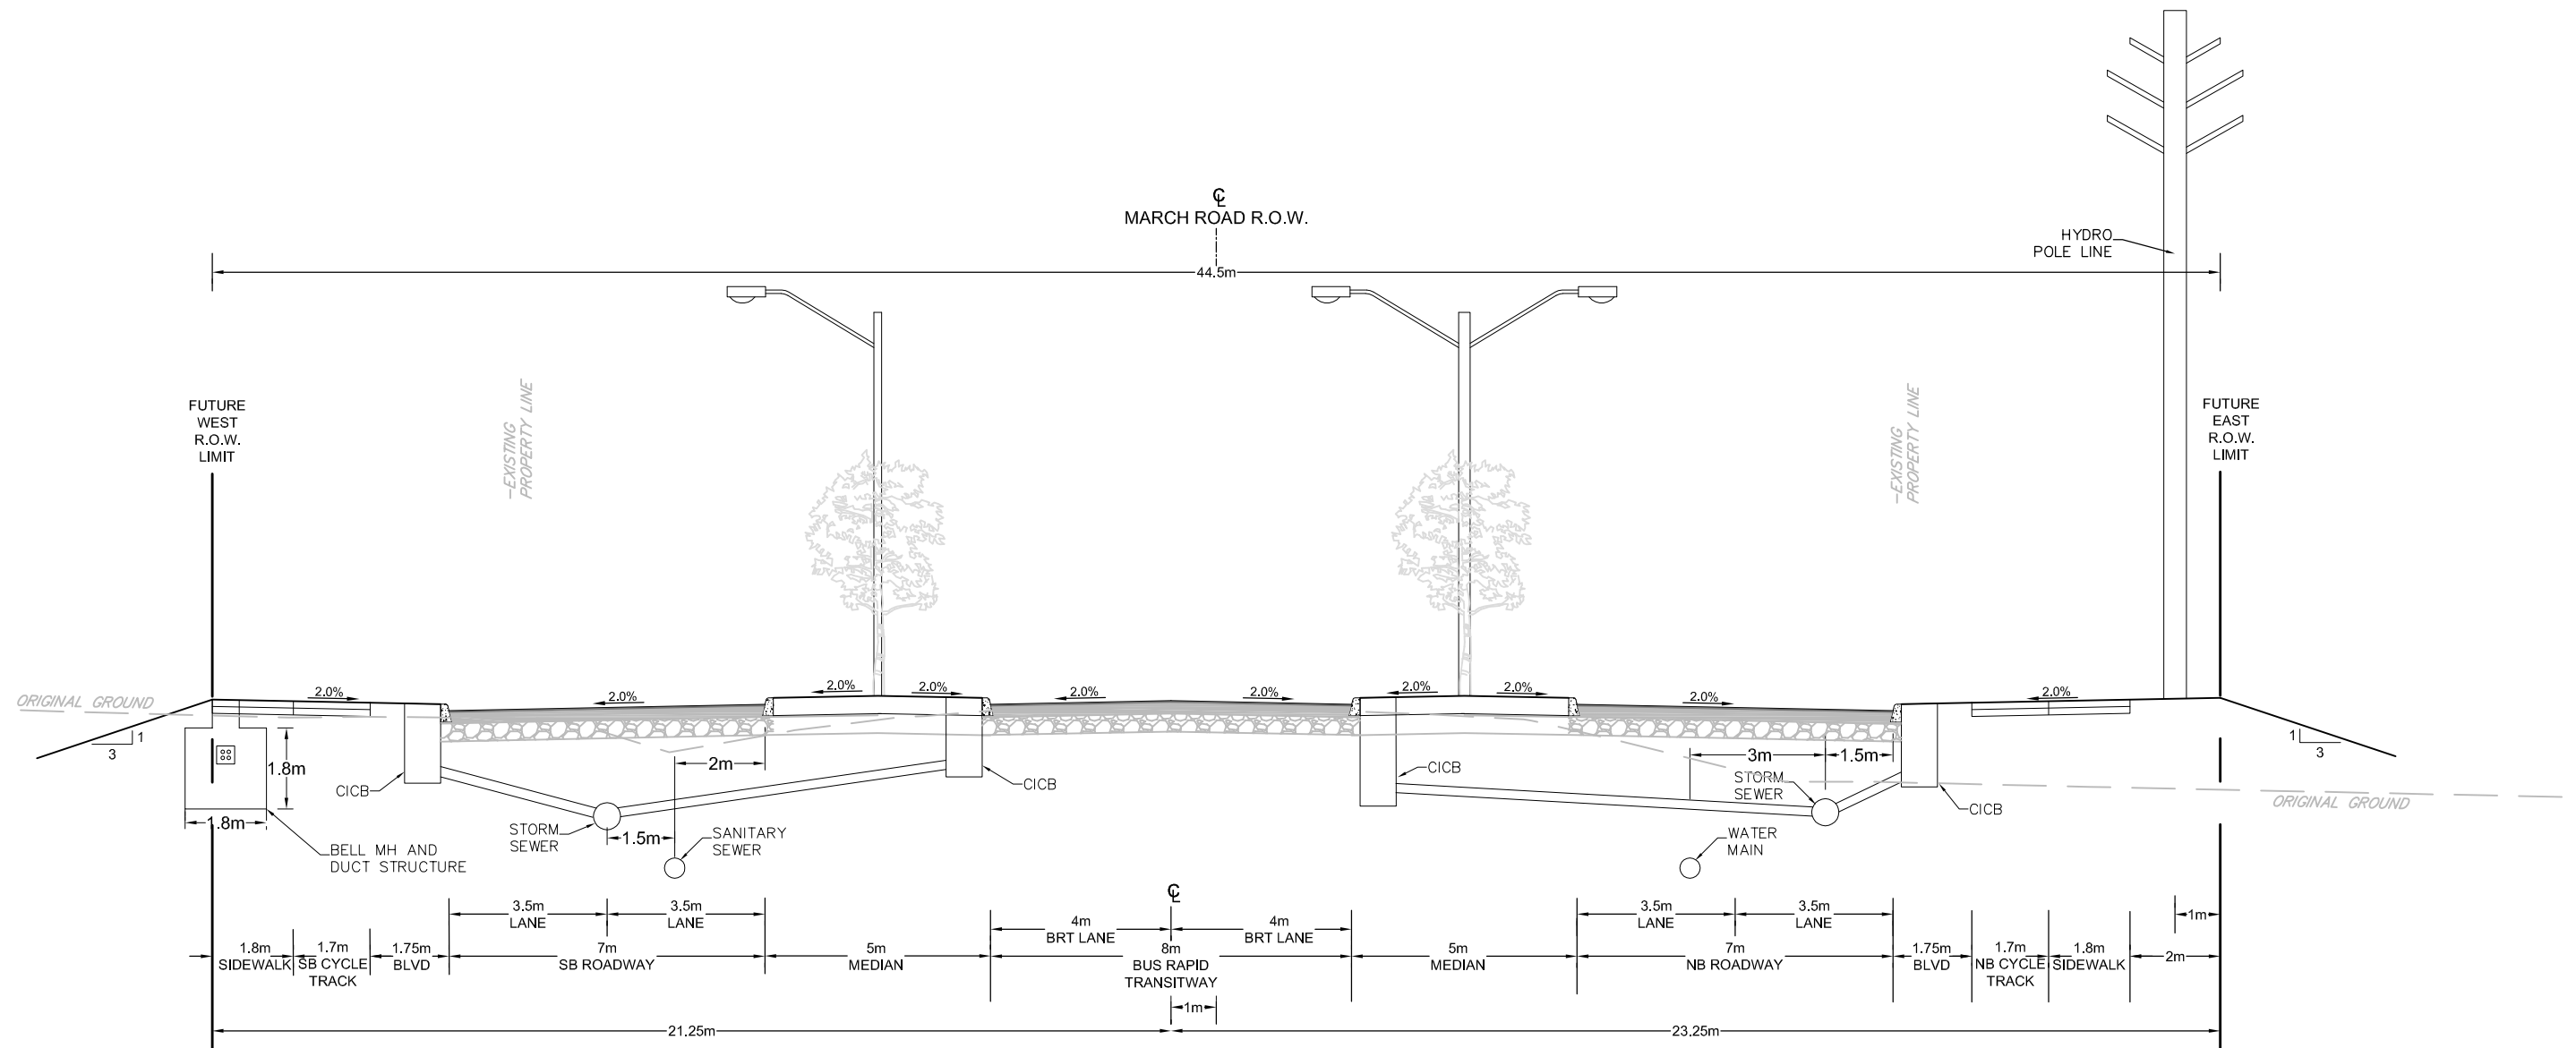 ℄
MARCH ROAD R.O.W.
44.5m
HYDRO
POLE LINE
FUTURE
WEST
R.O.W.
LIMIT
EXISTING
PROPERTY LINE
EXISTING
PROPERTY LINE
FUTURE
EAST
R.O.W.
LIMIT
ORIGINAL GROUND
2.0%
2.0%
2.0%
2.0%
2.0%
2.0%
2.0%
2.0%
2.0%
2.0%
1
3
1.8m
1.8m
CICB
2m
CICB
CICB
3m
1.5m
STORM
SEWER
CICB
1
3
ORIGINAL GROUND
BELL MH AND
DUCT STRUCTURE
STORM
SEWER
1.5m
SANITARY
SEWER
WATER
MAIN
℄
3.5m
LANE
3.5m
LANE
4m
BRT LANE
4m
BRT LANE
3.5m
LANE
3.5m
LANE
1m
1.8m
SIDEWALK
1.7m
SB CYCLE
TRACK
1.75m
BLVD
7m
SB ROADWAY
5m
MEDIAN
8m
BUS RAPID
TRANSITWAY
5m
MEDIAN
7m
NB ROADWAY
1.75m
BLVD
1.7m
NB CYCLE
TRACK
1.8m
SIDEWALK
2m
1m
21.25m
23.25m